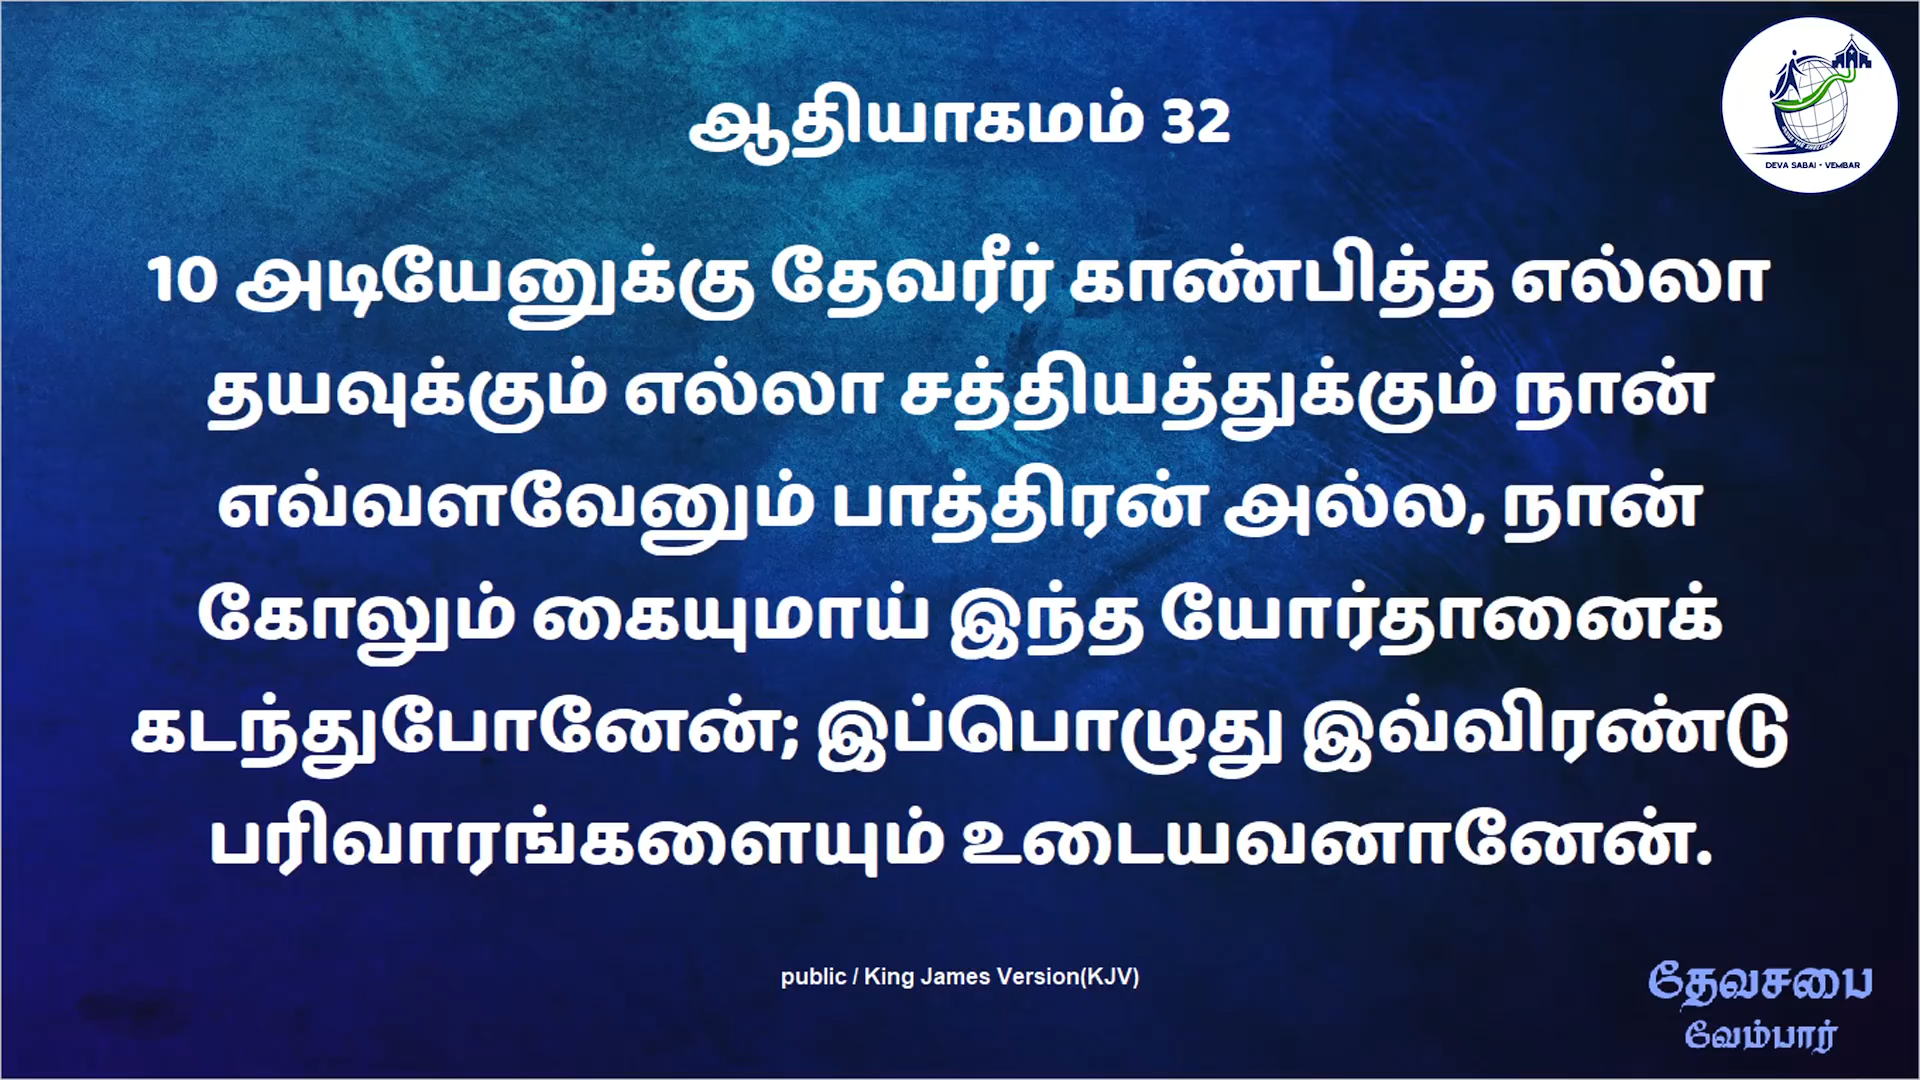 ஆதியாகமம் 32
DEVA SABAI - VEMBAR
10 அடியேனுக்கு தேவரீர் காண்பித்த எல்லா
தயவுக்கும் எல்லா சத்தியத்துக்கும் நான்
எவ்வளவேனும் பாத்திரன் அல்ல, நான்
கோலும் கையுமாய் இந்த யோர்தானைக்
கடந்துபோனேன்; இப்பொழுது இவ்விரண்டு
பரிவாரங்களையும் உடையவனானேன்.
public / King James Version(KJV)
தேவசபை
வேம்பார்